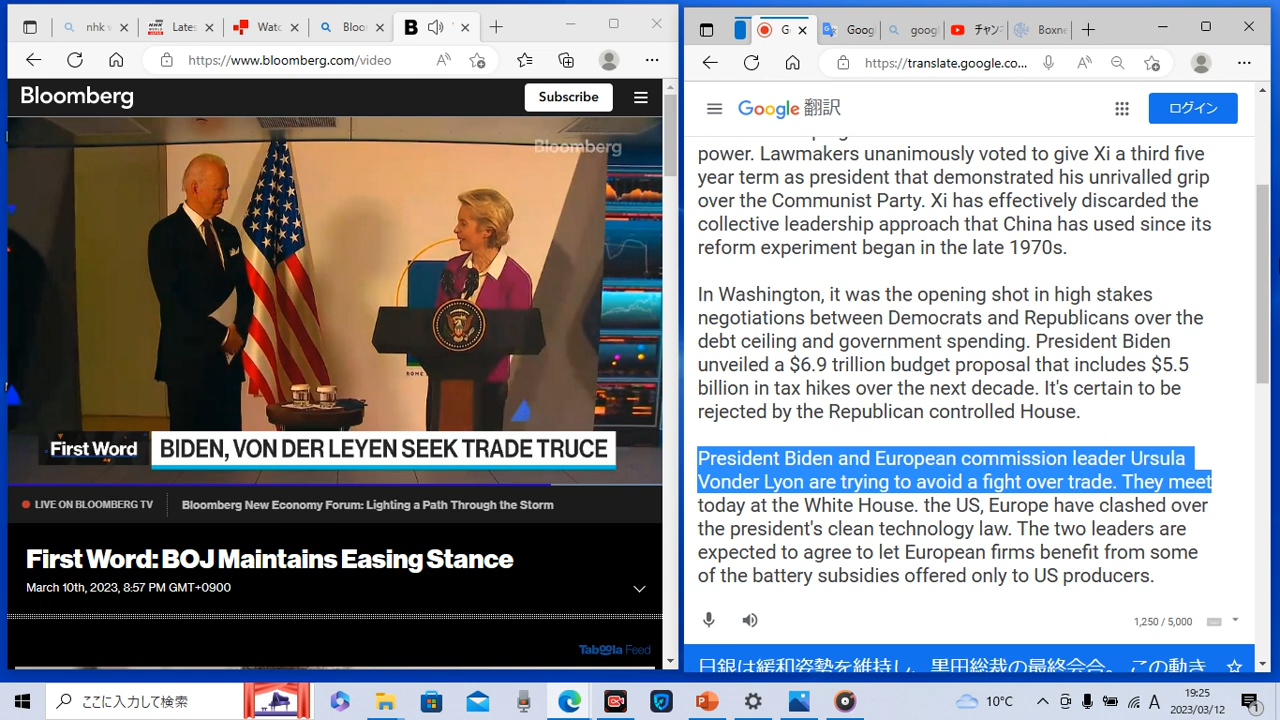 nhk w
Lates
Watc
Bloo
B
https://www.bloomberg.com/video
Bloomberg
Subscribe
Bloomberg
ROME
First Word
BIDEN, VON DER LEYEN SEEK TRADE TRUCE
LIVE ON BLOOMBERG TV
Bloomberg New Economy Forum: Lighting a Path Through the Storm
First Word: BOJ Maintains Easing Stance
March 10th, 2023, 8:57 PM GMT+0900
Taboola Feed
Goog
googl
チャン
Boxne
https://translate.google.co...
Google 翻訳
ログイン
power. Lawmakers unanimously voted to give Xi a third five
year term as president that demonstrated his unrivalled grip
over the Communist Party. Xi has effectively discarded the
collective leadership approach that China has used since its
reform experiment began in the late 1970s.
In Washington, it was the opening shot in high stakes
negotiations between Democrats and Republicans over the
debt ceiling and government spending. President Biden
unveiled a $6.9 trillion budget proposal that includes $5.5
billion in tax hikes over the next decade. It's certain to be
rejected by the Republican controlled House.
President Biden and European commission leader Ursula
Vonder Lyon are trying to avoid a fight over trade. They meet
today at the White House. the US, Europe have clashed over
the president's clean technology law. The two leaders are
expected to agree to let European firms benefit from some
of the battery subsidies offered only to US producers.
1,250 / 5,000
日銀は緩和姿勢を維持し、黒田総裁の最終会合。 この動き
ここに入力して検索
10°C
A
19:25
2023/03/12